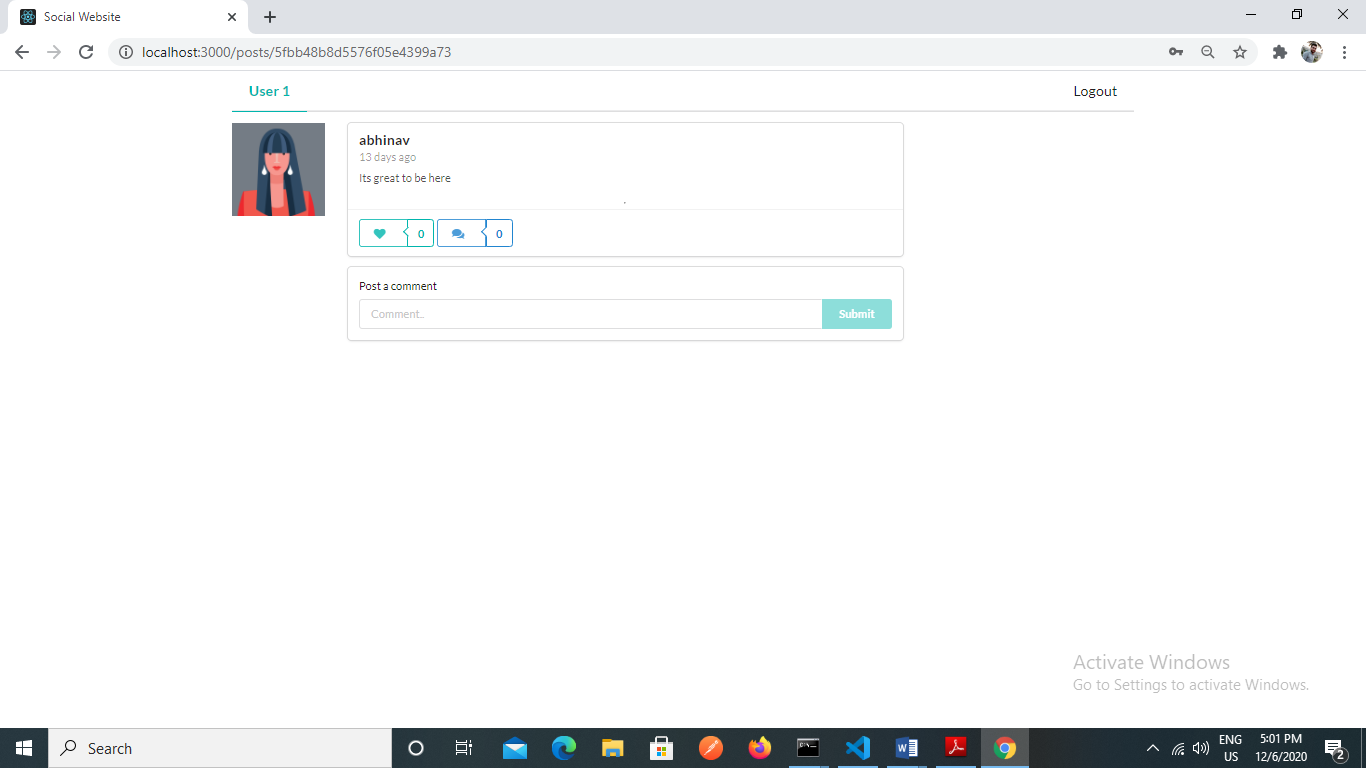 Social Website
localhost:3000/posts/5fbb48b8d5576f05e4399a73
User 1 Logout
abhinav
13 days ago
Its great to be here
0 0
Post a comment
Comment.. Submit
Activate Windows
Go to Settings to activate Windows.
Search
ENG 5:01 PM
US 12/6/2020 2